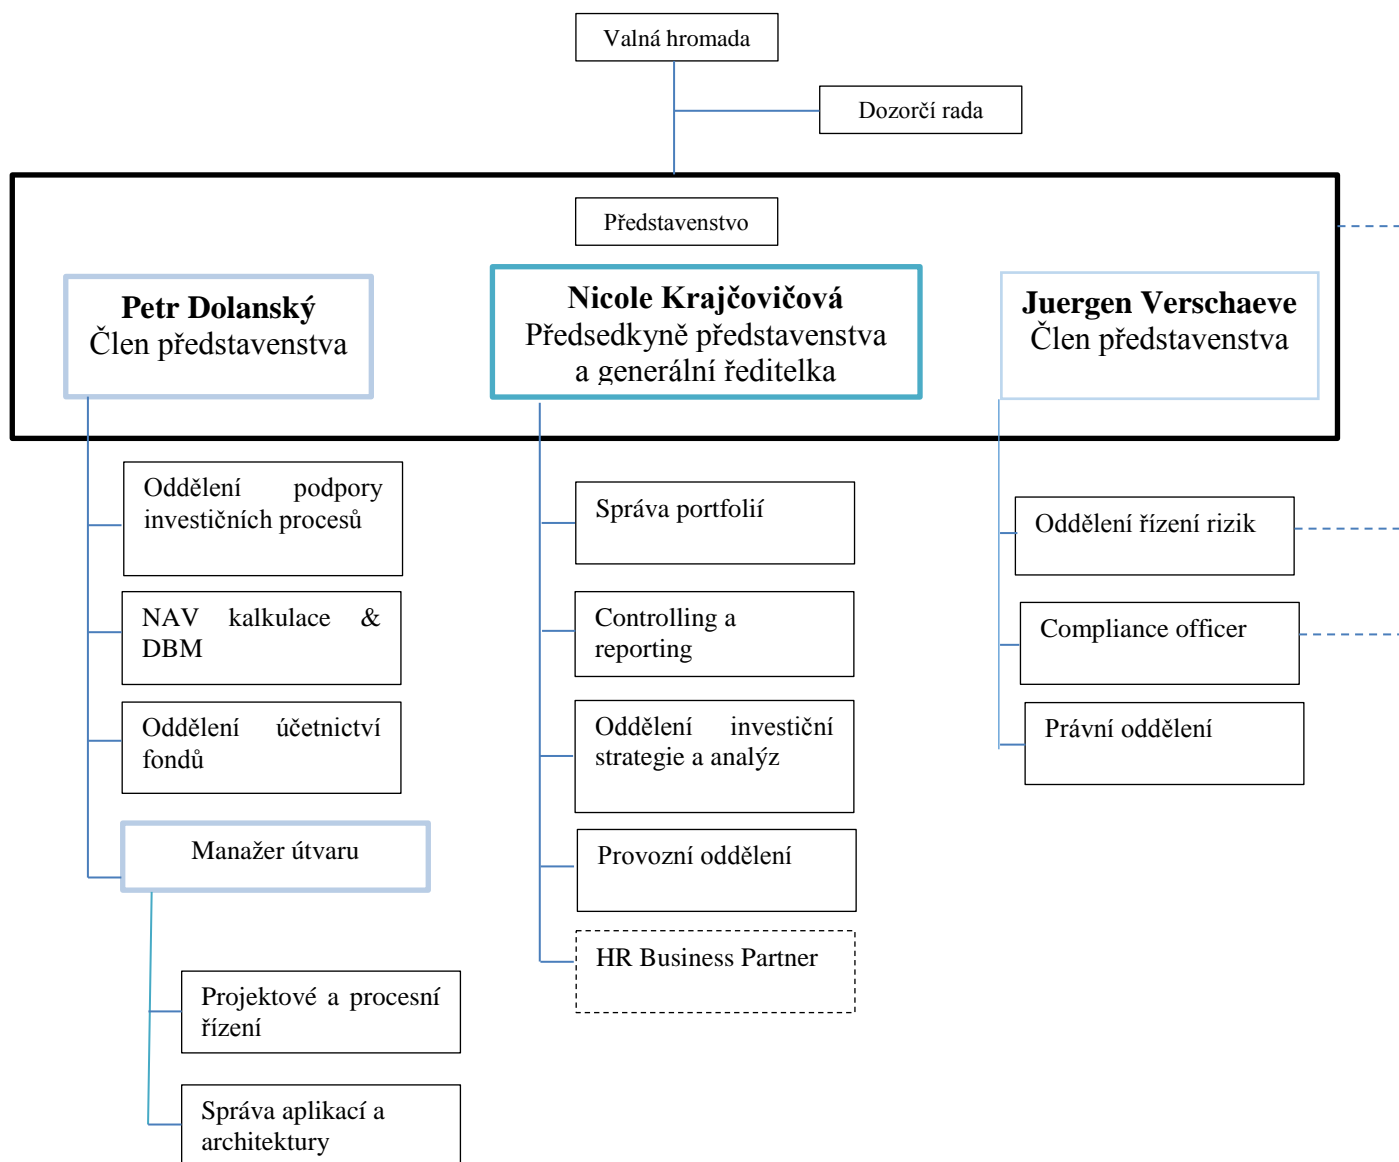 Valná hromada
Dozorčí rada
Představenstvo
Petr Dolanský
Člen představenstva
Nicole Krajčovičová
Předsedkyně představenstva
a generální ředitelka
Juergen Verschaeve
Člen představenstva
Oddělení podpory
investičních procesů
NAV kalkulace &
DBM
Oddělení účetnictví
fondů
Manažer útvaru
Projektové a procesní
řízení
Správa aplikací a
architektury
Správa portfolií
Controlling a
reporting
Oddělení investiční
strategie a analýz
Provozní oddělení
HR Business Partner
Oddělení řízení rizik
Compliance officer
Právní oddělení